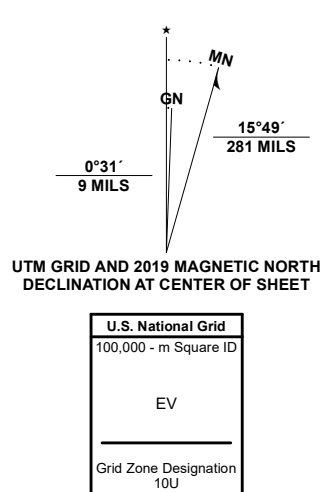 ★
MN
GN
15°49´
281 MILS
0°31´
9 MILS
UTM GRID AND 2019 MAGNETIC NORTH
DECLINATION AT CENTER OF SHEET
U.S. National Grid
100,000 - m Square ID
EV
Grid Zone Designation
10U